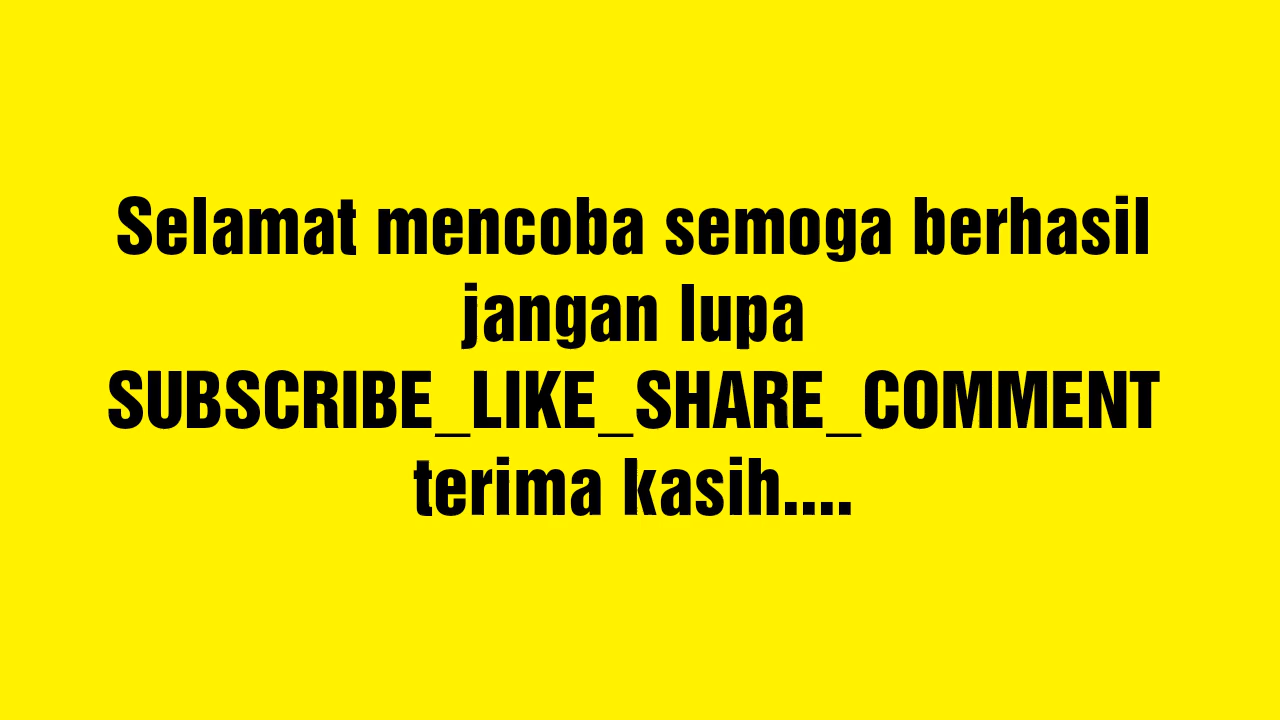 Selamat mencoba semoga berhasil
jangan lupa
SUBSCRIBE_LIKE_SHARE_COMMENT
terima kasih....